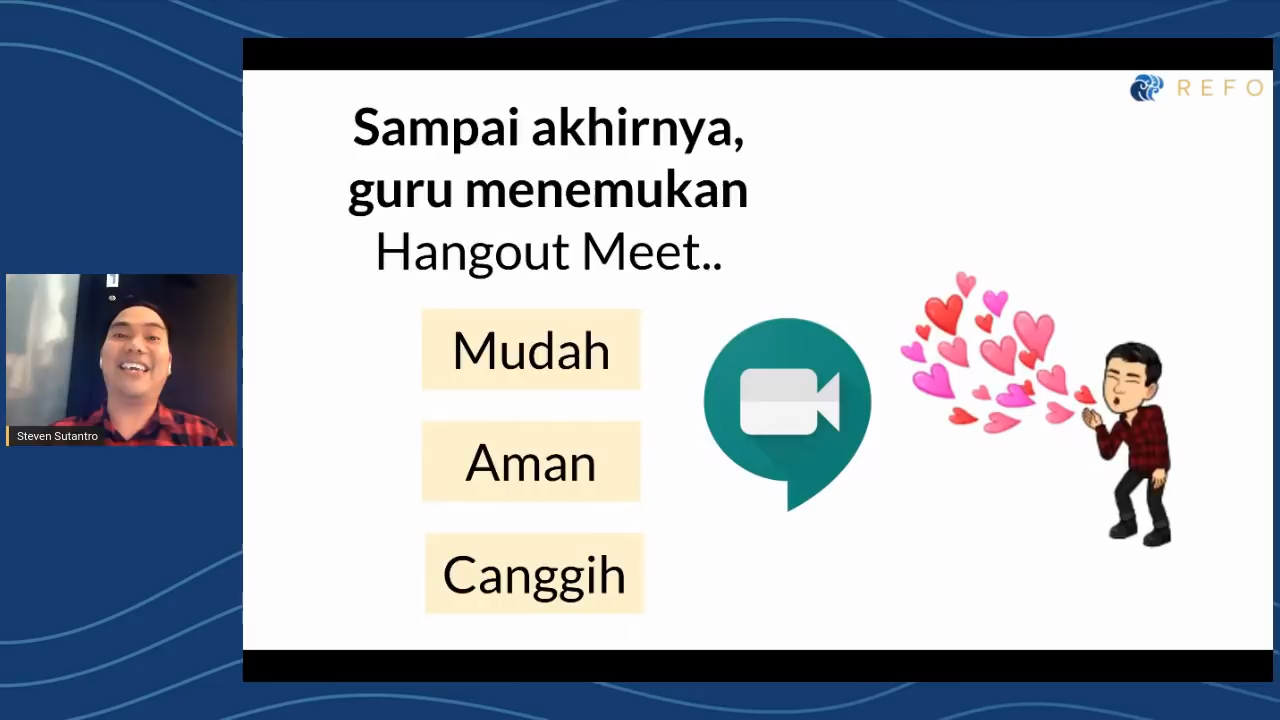 REFO
Sampai akhirnya,
guru menemukan
Hangout Meet..
Mudah
Aman
Canggih
Steven Sutantro